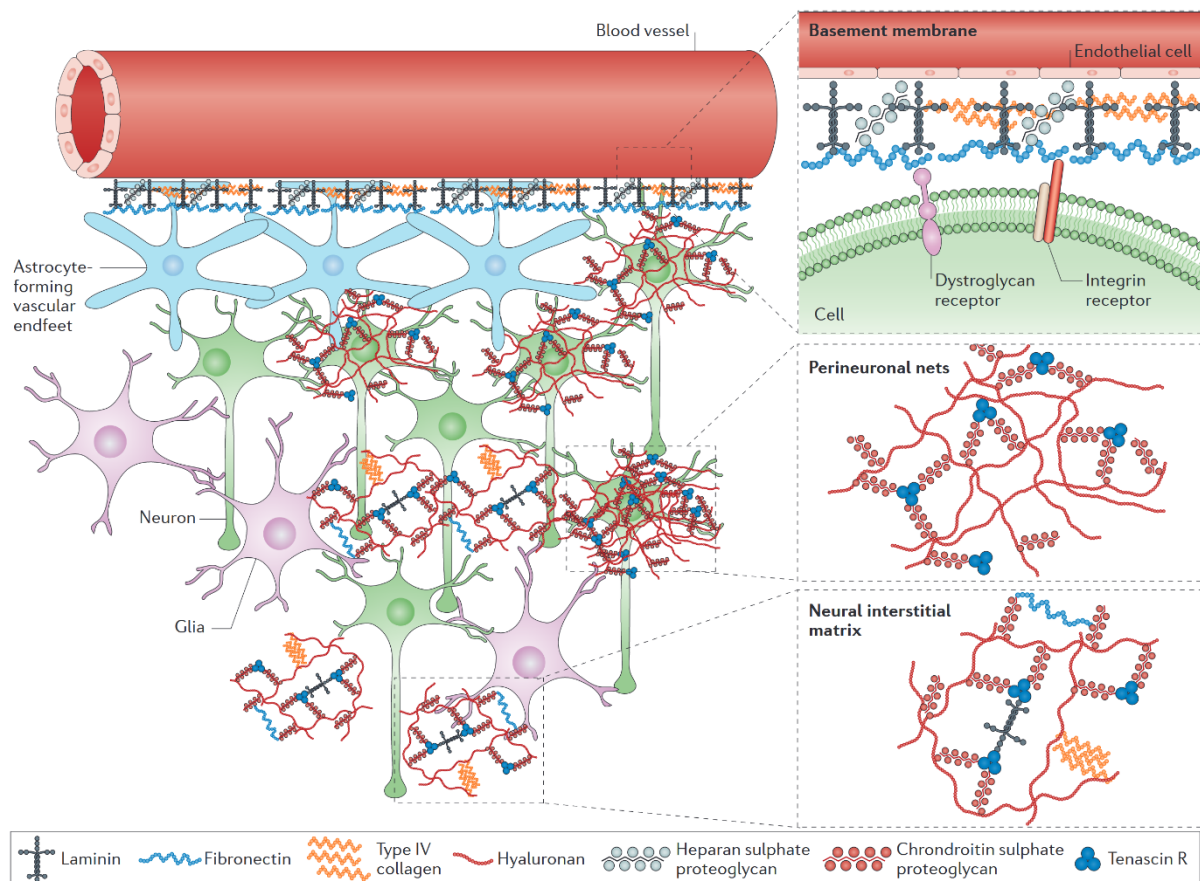 Blood vessel
Basement membrane
Endothelial cell
Astrocyte-
forming
vascular
endfeet
Dystroglycan
receptor
Integrin
receptor
Cell
Perineuronal nets
Neuron
Glia
Neural interstitial
matrix
Laminin
Fibronectin
Type IV
collagen
Hyaluronan
Heparan sulphate
proteoglycan
Chrondroitin sulphate
proteoglycan
Tenascin R